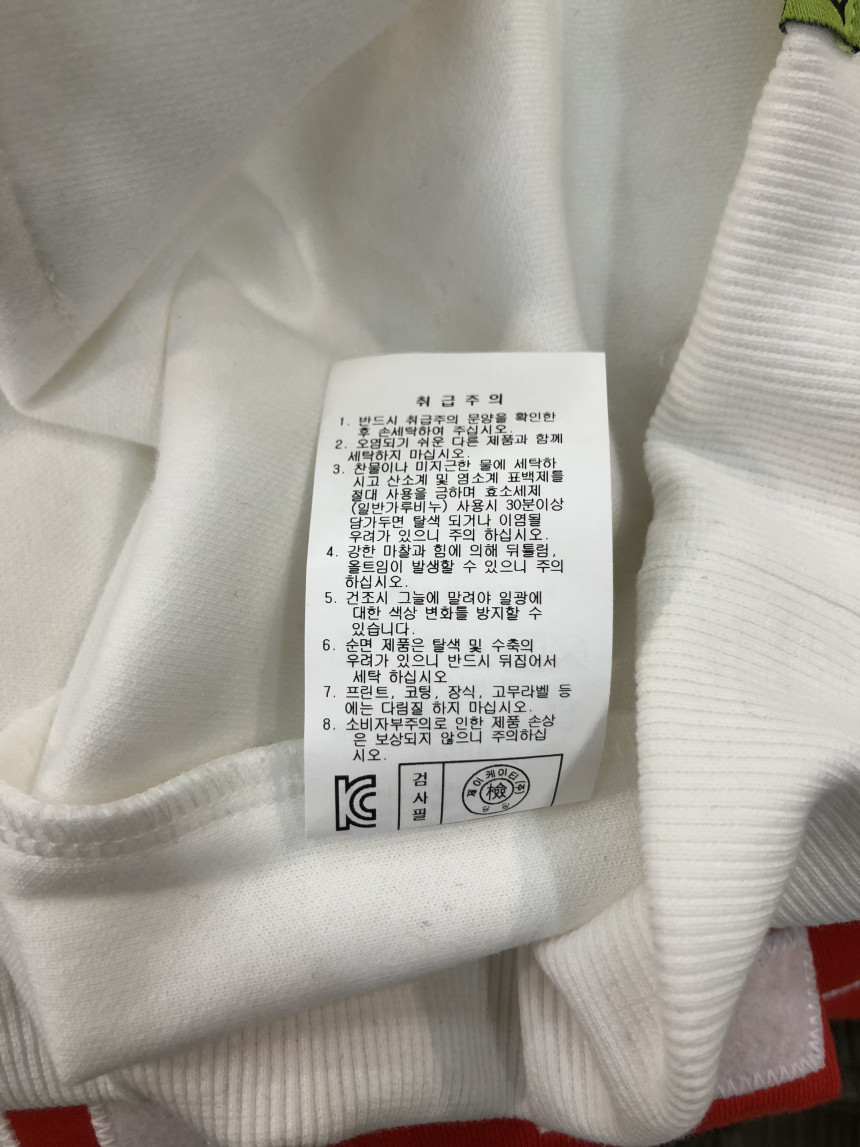 취급주의
1. 반드시 취급주의 문양을 확인한
후 손세탁하여 주십시오.
2. 오염되기 쉬운 다른 제품과 함께
세탁하지 마십시오.
3. 찬물이나 미지근한 물에 세탁하
시고 산소계 및 염소계 표백제를
절대 사용을 금하며 효소세제
(일반가루비누) 사용시 30분이상
담가두면 탈색 되거나 이염될
우려가 있으니 주의 하십시오.
4. 강한 마찰과 힘에 의해 뒤틀림,
올트임이 발생할 수 있으니 주의
하십시오.
5. 건조시 그늘에 말려야 일광에
대한 색상 변화를 방지할 수
있습니다.
6. 순면 제품은 탈색 및 수축의
우려가 있으니 반드시 뒤집어서
세탁 하십시오
7. 프린트, 코팅, 장식, 고무라벨 등
에는 다림질 하지 마십시오.
8. 소비자부주의로 인한 제품 손상
은 보상되지 않으니 주의하십
시오.
KC
검사필
제이케이티(주)
檢